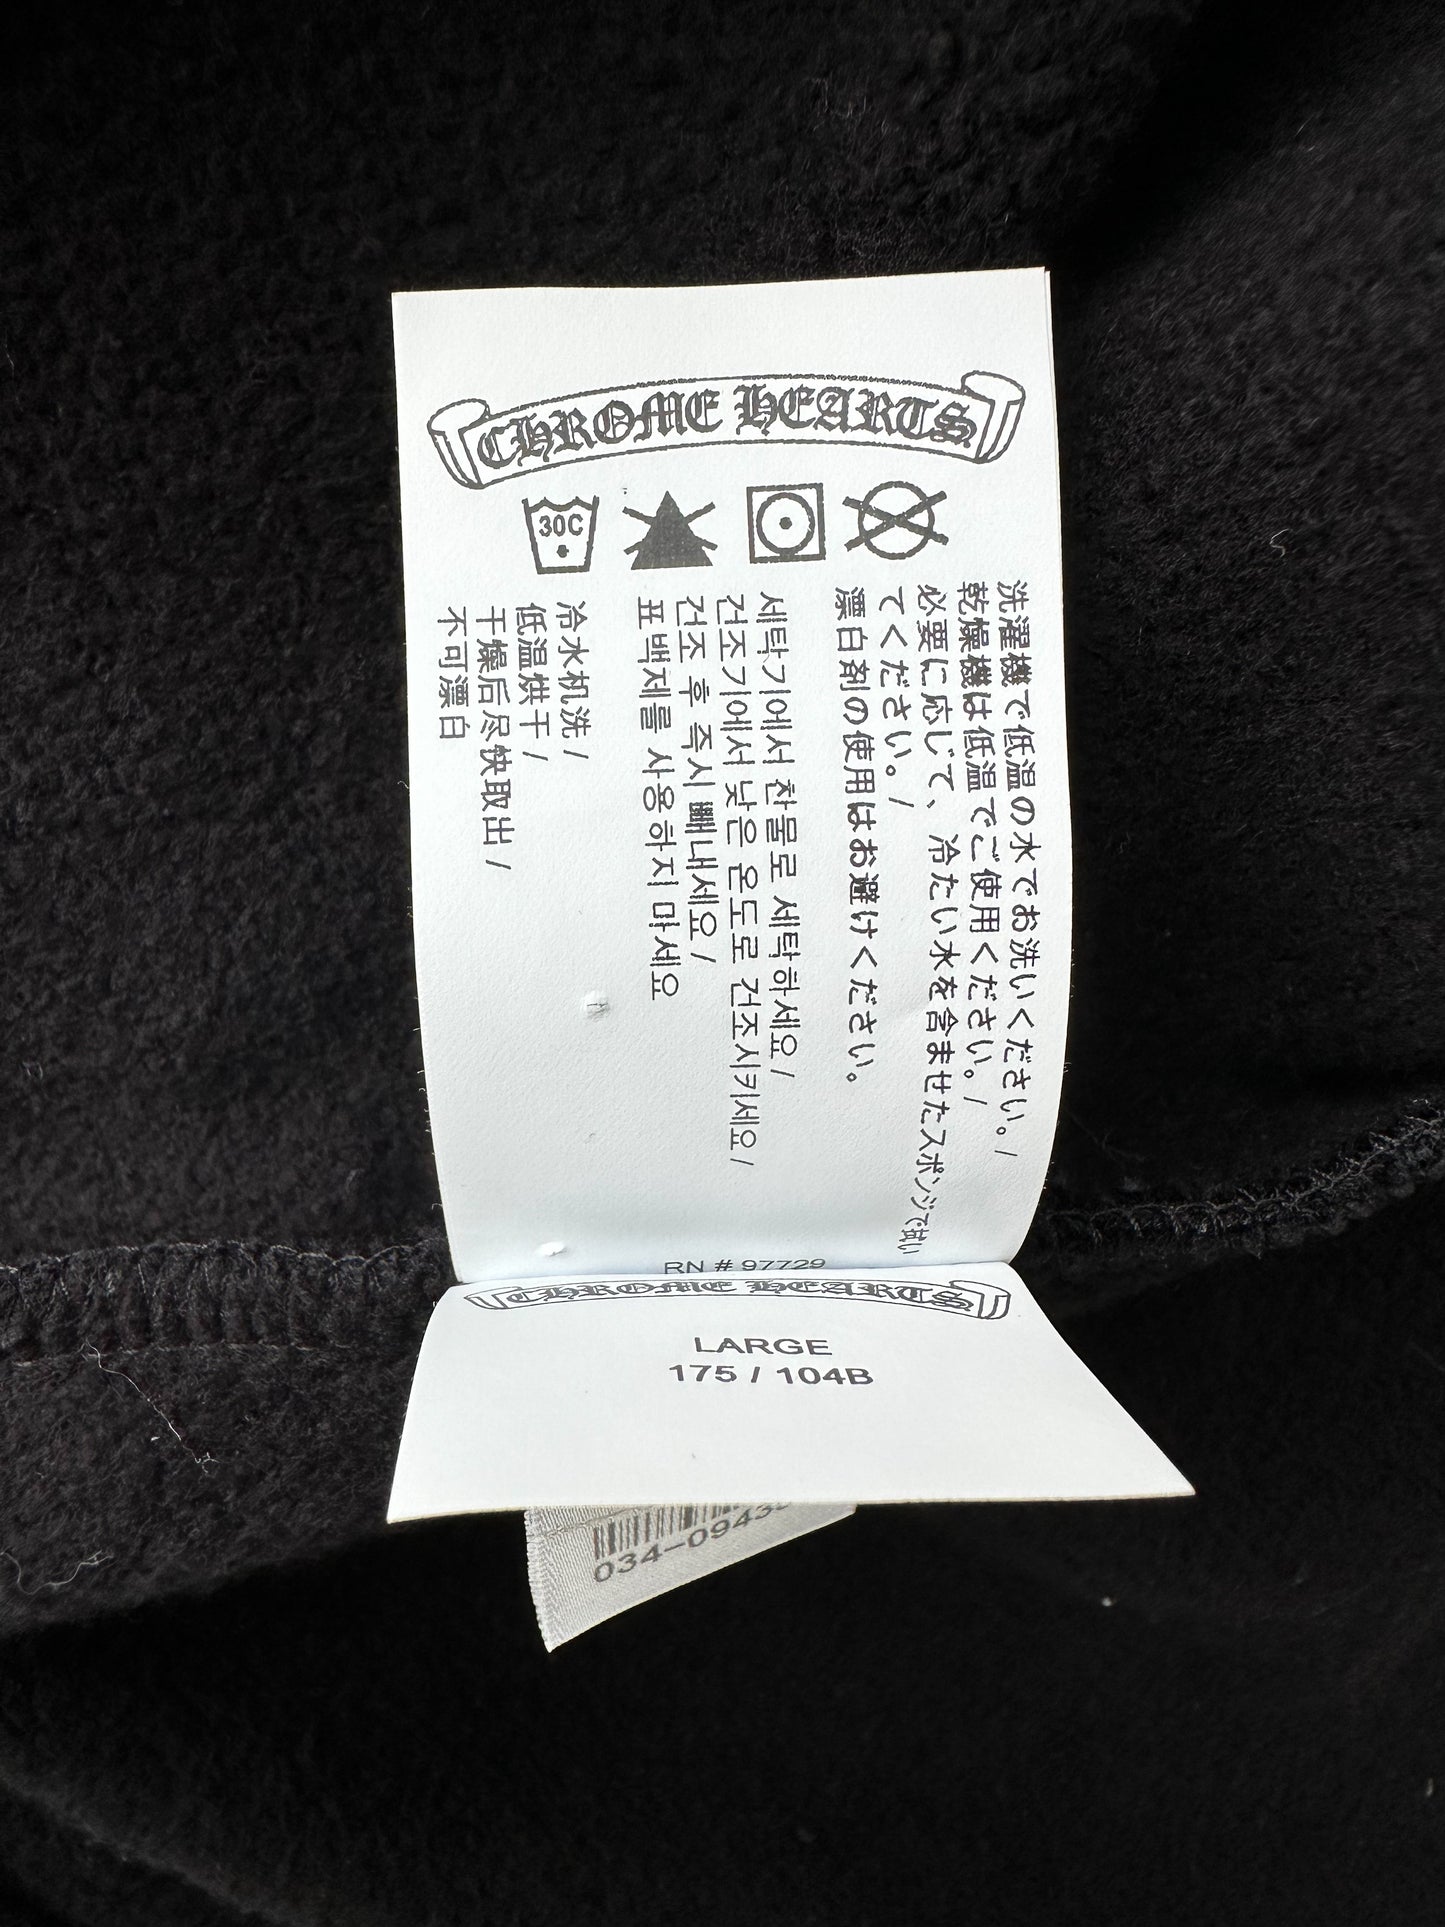 CHROME HEARTS
30C
洗濯機で低温の水でお洗いください。/
乾燥機は低温でご使用ください。/
必要に応じて、冷たい水を含ませたスポンジで拭い
てください。/
漂白剤の使用はお避けください。
세탁기에서 찬물로 세탁하세요 /
건조기에서 낮은 온도로 건조시키세요 /
건조 후 즉시 빼내세요 /
표백제를 사용하지 마세요
冷水机洗 /
低温烘干 /
干燥后尽快取出 /
不可漂白
RN # 97729
CHROME HEARTS
LARGE
175 / 104B